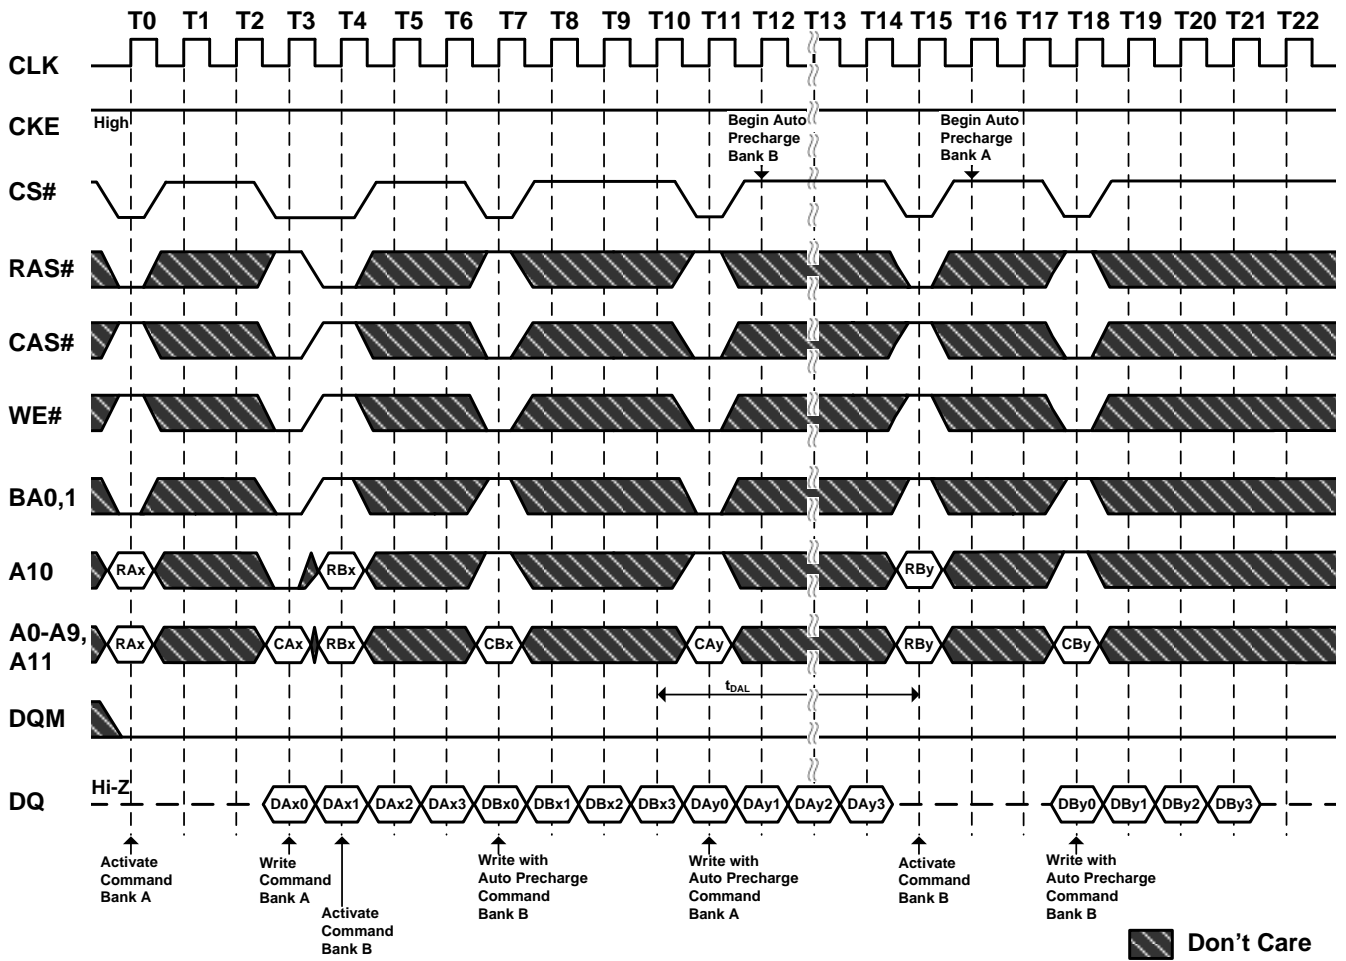 T0 T1 T2 T3 T4 T5 T6 T7 T8 T9 T10 T11 T12 T13 T14 T15 T16 T17 T18 T19 T20 T21 T22
CLK
CKE
High
Begin Auto
Precharge
Bank B
Begin Auto
Precharge
Bank A
CS#
RAS#
CAS#
WE#
BA0,1
A10
RAx RBx RBy
A0-A9,
A11
RAx CAx RBx CBx CAy RBy CBy
tDAL
DQM
Hi-Z
DQ
DAx0 DAx1 DAx2 DAx3 DBx0 DBx1 DBx2 DBx3 DAy0 DAy1 DAy2 DAy3 DBy0 DBy1 DBy2 DBy3
Activate
Command
Bank A
Write
Command
Bank A
Activate
Command
Bank B
Write with
Auto Precharge
Command
Bank B
Write with
Auto Precharge
Command
Bank A
Activate
Command
Bank B
Write with
Auto Precharge
Command
Bank B
Don't Care